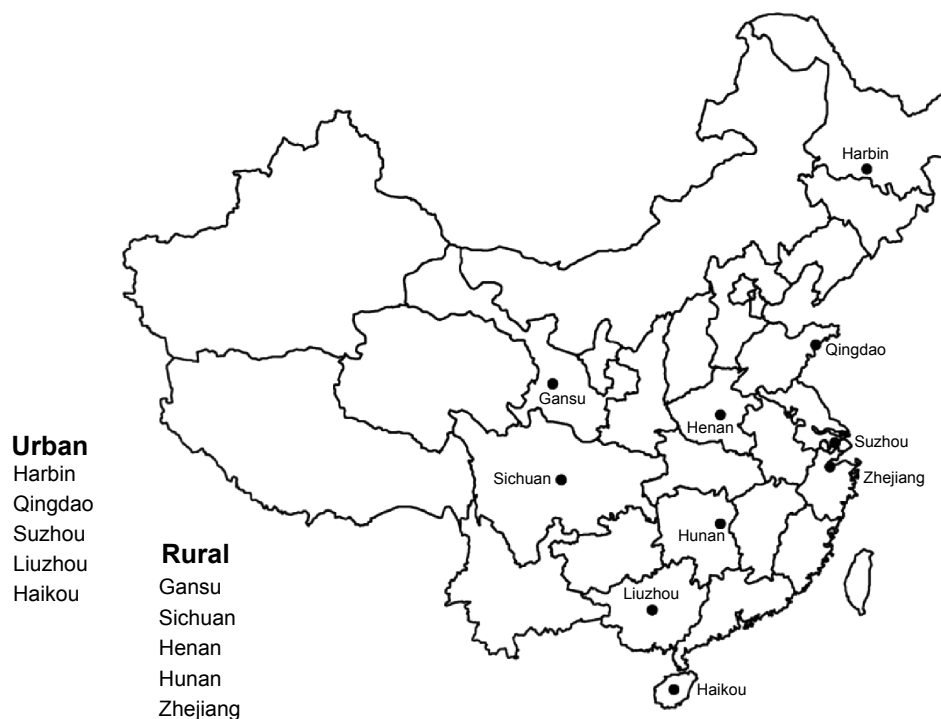 Harbin
Qingdao
Gansu
Henan
Suzhou
Zhejiang
Sichuan
Hunan
Liuzhou
Haikou
Urban
Harbin
Qingdao
Suzhou
Liuzhou
Haikou
Rural
Gansu
Sichuan
Henan
Hunan
Zhejiang